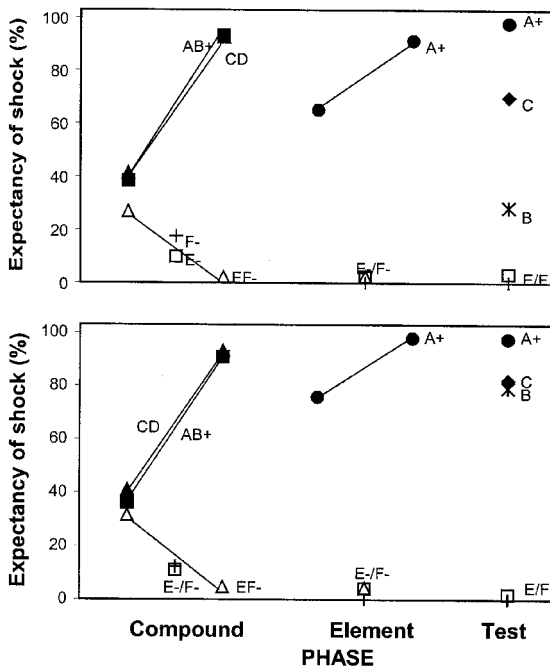 Expectancy of shock (%)
100
80
60
40
20
0
AB+
CD
F-
E-
EF-
A+
E-/F-
A+
C
B
E/F
Expectancy of shock (%)
100
80
60
40
20
0
CD
AB+
E-/F-
EF-
A+
E-/F-
A+
C
B
E/F
Compound Element Test
PHASE